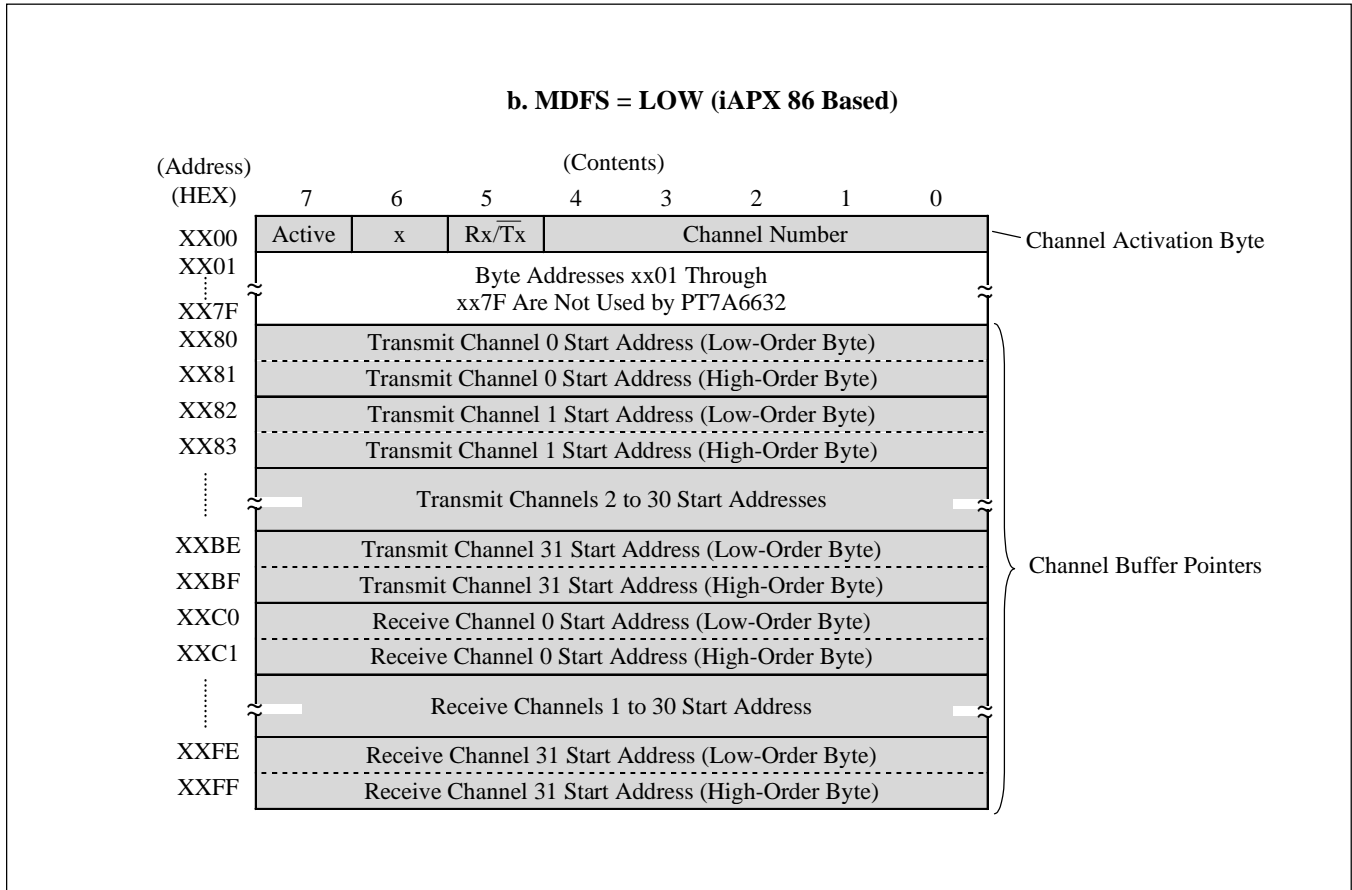 b. MDFS = LOW (iAPX 86 Based)
(Address) (Contents)
(HEX) 7 6 5 4 3 2 1 0
XX00 Active x Rx/T̅x̅ Channel Number Channel Activation Byte
XX01 Byte Addresses xx01 Through
XX7F xx7F Are Not Used by PT7A6632
XX80 Transmit Channel 0 Start Address (Low-Order Byte)
XX81 Transmit Channel 0 Start Address (High-Order Byte)
XX82 Transmit Channel 1 Start Address (Low-Order Byte)
XX83 Transmit Channel 1 Start Address (High-Order Byte)
Transmit Channels 2 to 30 Start Addresses
XXBE Transmit Channel 31 Start Address (Low-Order Byte)
Channel Buffer Pointers
XXBF Transmit Channel 31 Start Address (High-Order Byte)
XXC0 Receive Channel 0 Start Address (Low-Order Byte)
XXC1 Receive Channel 0 Start Address (High-Order Byte)
Receive Channels 1 to 30 Start Address
XXFE Receive Channel 31 Start Address (Low-Order Byte)
XXFF Receive Channel 31 Start Address (High-Order Byte)